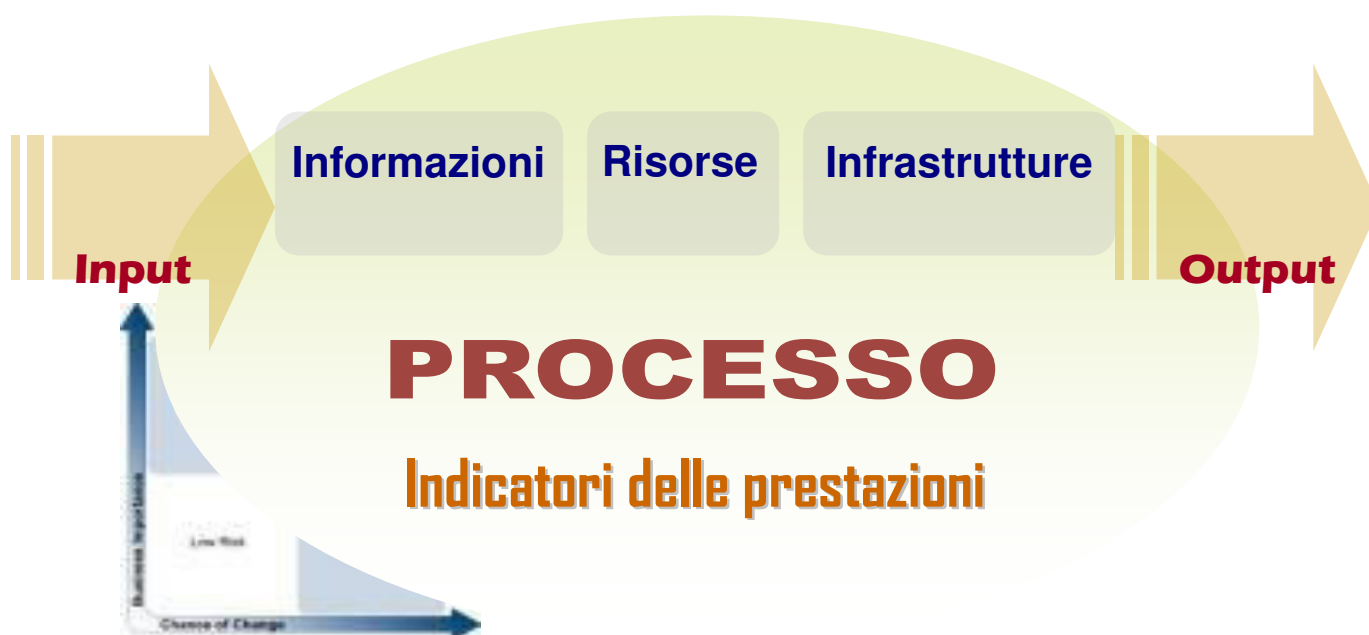 Informazioni Risorse Infrastrutture
Input Output
PROCESSO
Indicatori delle prestazioni
Low Risk
Chance of Change